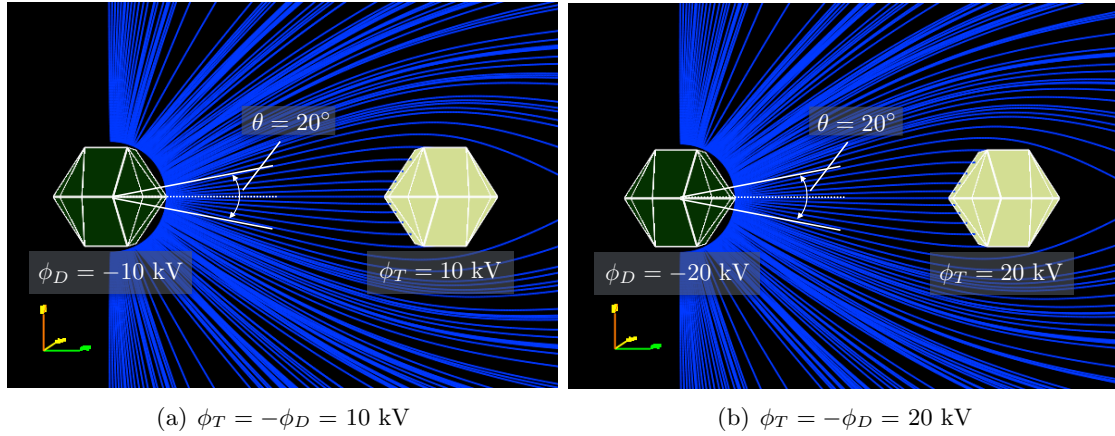 θ = 20°
ϕ_D = −10 kV
ϕ_T = 10 kV
(a) ϕ_T = −ϕ_D = 10 kV
θ = 20°
ϕ_D = −20 kV
ϕ_T = 20 kV
(b) ϕ_T = −ϕ_D = 20 kV